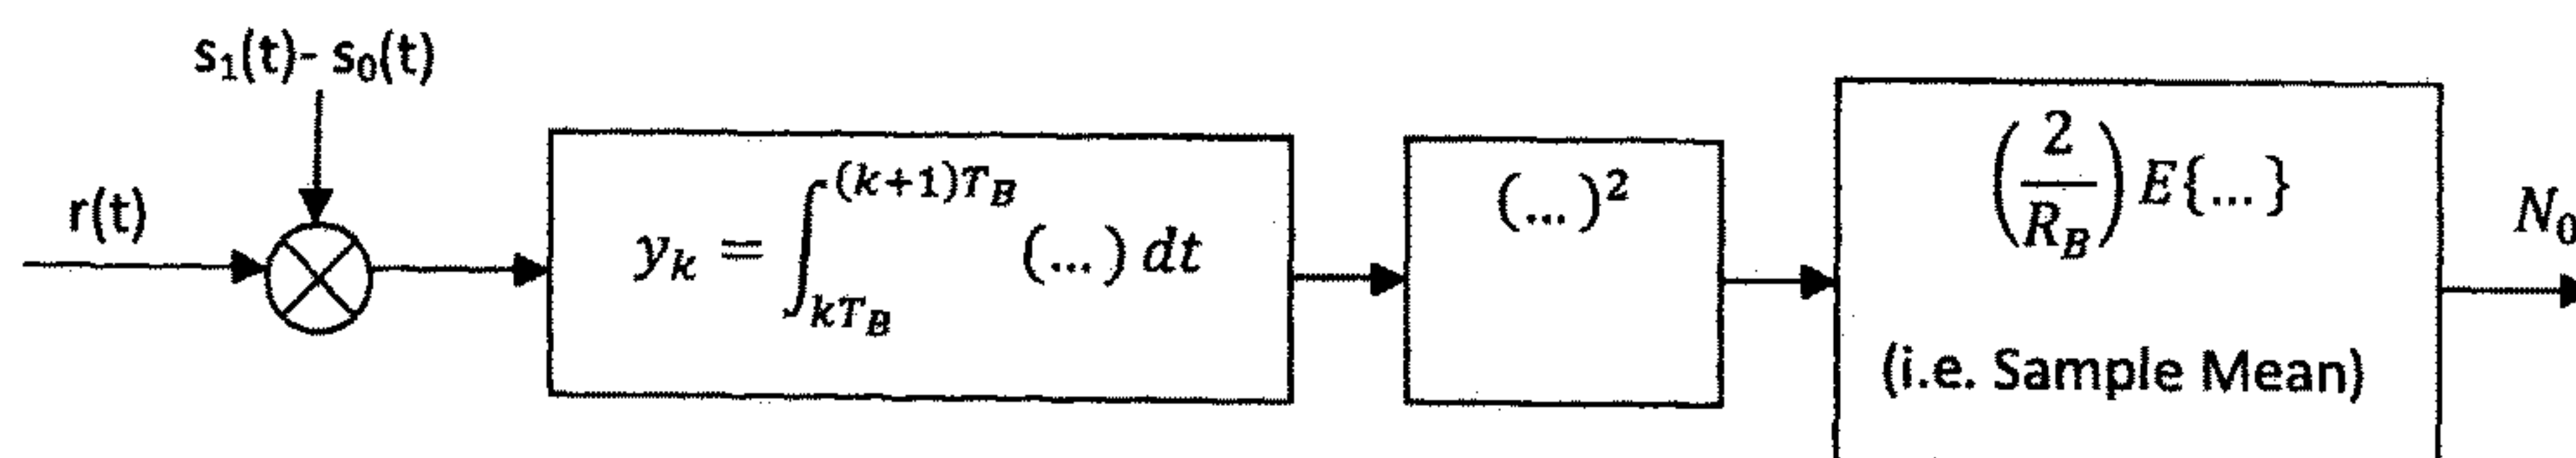 s₁(t)- s₀(t)
r(t)
yₖ = ∫_{kT_B}^{(k+1)T_B} (...) dt
(...)²
(2/R_B) E{...}
(i.e. Sample Mean)
N₀